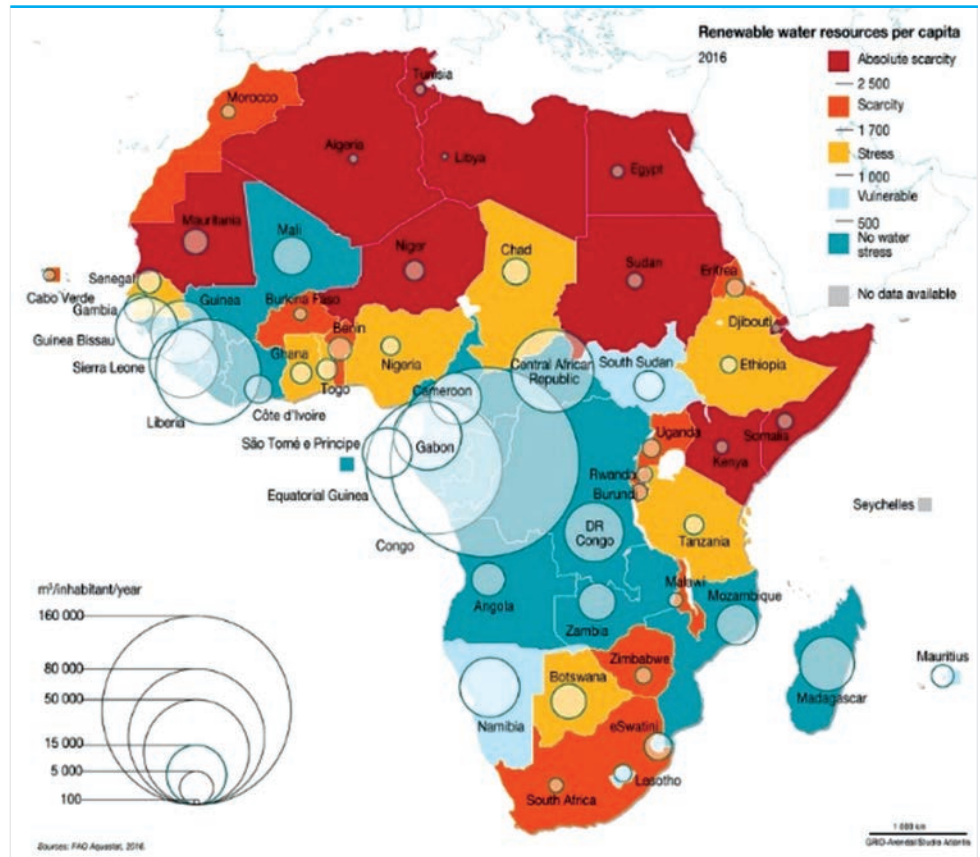 Renewable water resources per capita
2016
Absolute scarcity
2 500
Scarcity
1 700
Stress
1 000
Vulnerable
500
No water
stress
No data available
Tunisia
Morocco
Algeria
Libya
Egypt
Mauritania
Mali
Niger
Chad
Sudan
Eritrea
Senegal
Cabo Verde
Gambia
Guinea
Burkina Faso
Djibouti
Guinea Bissau
Benin
Ghana
Nigeria
Central African
Republic
South Sudan
Ethiopia
Sierra Leone
Togo
Cameroon
Liberia
Côte d'Ivoire
São Tomé e Principe
Gabon
Uganda
Somalia
Kenya
Equatorial Guinea
Rwanda
Burundi
Seychelles
Congo
DR
Congo
Tanzania
m³/inhabitant/year
160 000
80 000
50 000
15 000
5 000
100
Angola
Zambia
Malawi
Mozambique
Zimbabwe
Madagascar
Mauritius
Namibia
Botswana
eSwatini
Lesotho
South Africa
Sources: FAO Aquastat, 2016.
1 000 km
GRID-Arendal/Studio Atlantis